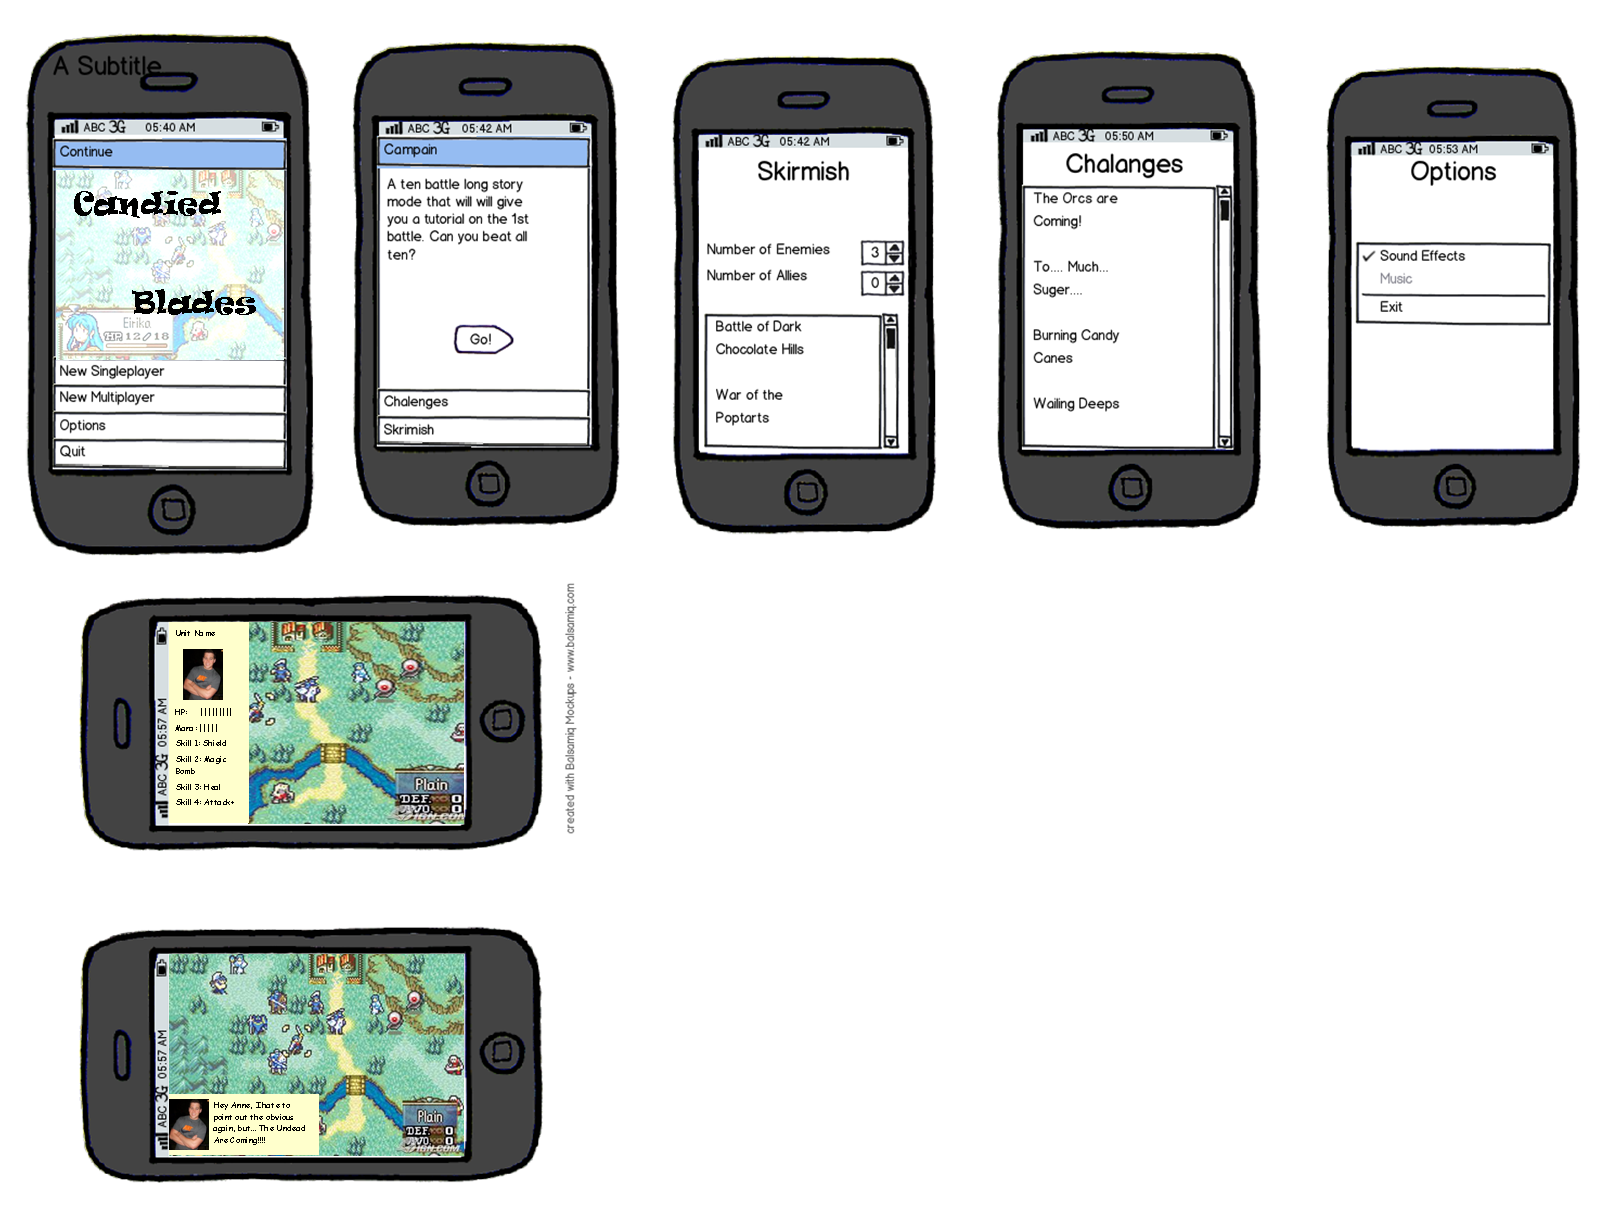 A Subtitle
ABC 3G 05:40 AM
Continue
Candied
Blades
Eirika
HP 12/18
New Singleplayer
New Multiplayer
Options
Quit
ABC 3G 05:42 AM
Campain
A ten battle long story
mode that will will give
you a tutorial on the 1st
battle. Can you beat all
ten?
Go!
Chalenges
Skrimish
ABC 3G 05:42 AM
Skirmish
Number of Enemies 3
Number of Allies 0
Battle of Dark
Chocolate Hills
War of the
Poptarts
ABC 3G 05:50 AM
Chalanges
The Orcs are
Coming!
To.... Much...
Suger....
Burning Candy
Canes
Wailing Deeps
ABC 3G 05:53 AM
Options
Sound Effects
Music
Exit
ABC 3G 05:57 AM
Unit Name
HP: |||||||||
Mana: |||||
Skill 1: Shield
Skill 2: Magic
Bomb
Skill 3: Heal
Skill 4: Attack+
Plain
DEF. 0
AVO. 0
IGN.COM
created with Balsamiq Mockups - www.balsamiq.com
ABC 3G 05:57 AM
Hey Anne, I hate to
point out the obvious
again, but... The Undead
Are Coming!!!!
Plain
DEF. 0
AVO. 0
IGN.COM